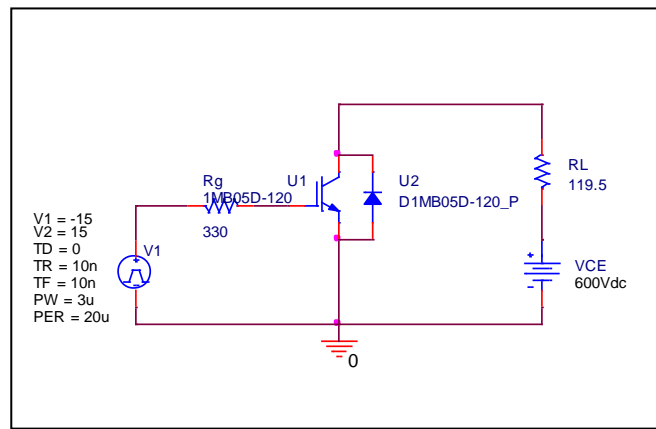 Rg
U1
U2
RL
1MB05D-120
D1MB05D-120_P
119.5
330
V1 = -15
V2 = 15
TD = 0
TR = 10n
TF = 10n
PW = 3u
PER = 20u
V1
+
-
+
-
VCE
600Vdc
0